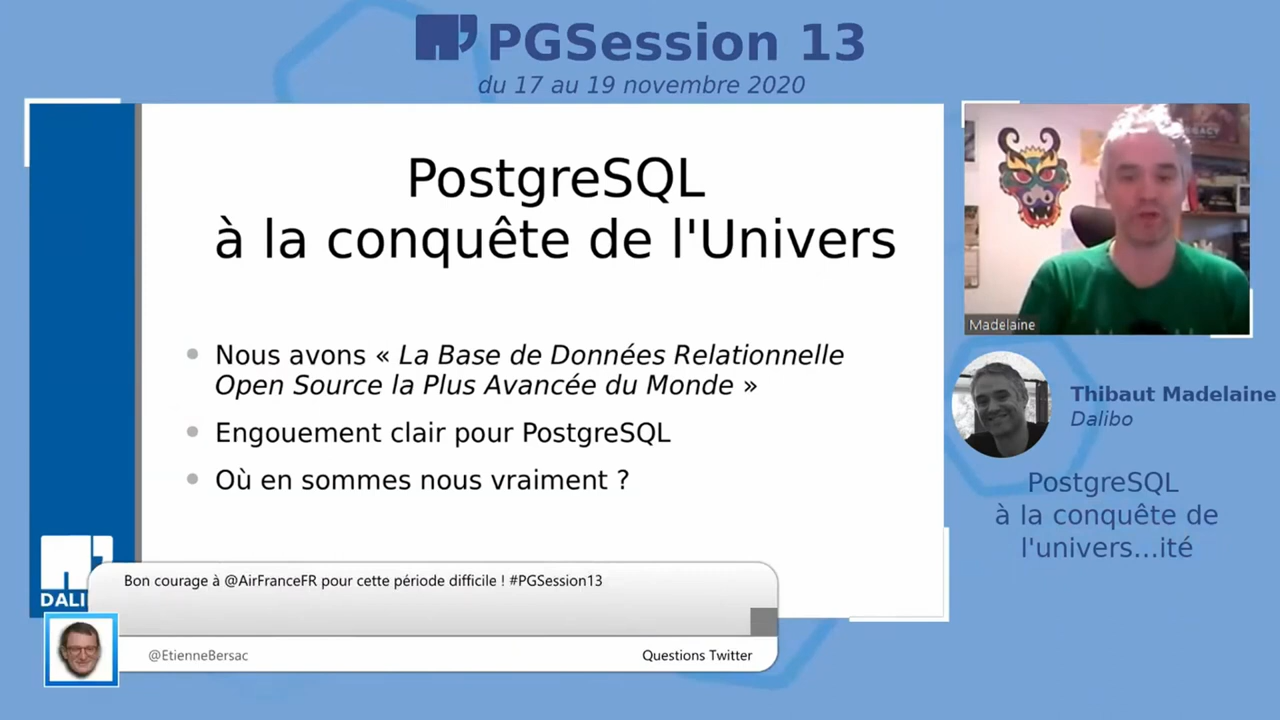 PGSession 13
du 17 au 19 novembre 2020
PostgreSQL
à la conquête de l'Univers
Nous avons « La Base de Données Relationnelle
Open Source la Plus Avancée du Monde »
Engouement clair pour PostgreSQL
Où en sommes nous vraiment ?
DALI
Bon courage à @AirFranceFR pour cette période difficile ! #PGSession13
@EtienneBersac
Questions Twitter
Madelaine
Thibaut Madelaine
Dalibo
PostgreSQL
à la conquête de
l'univers...ité